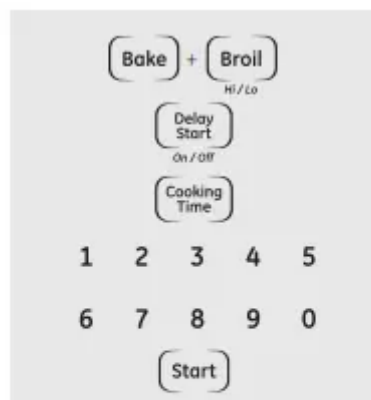 Bake + Broil
Hi / Lo
Delay
Start
On / Off
Cooking
Time
1 2 3 4 5
6 7 8 9 0
Start